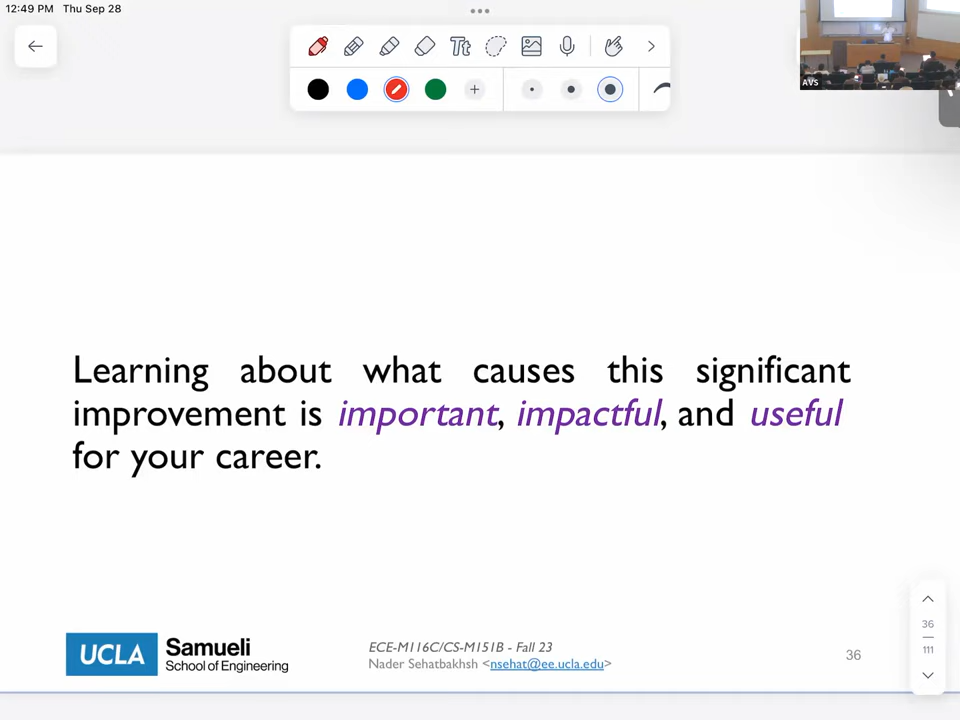 12:49 PM Thu Sep 28
Tt
AVS
Learning about what causes this significant
improvement is important, impactful, and useful
for your career.
36
111
UCLA Samueli
School of Engineering
ECE-M116C/CS-M151B - Fall 23
Nader Sehatbakhsh <nsehat@ee.ucla.edu>
36